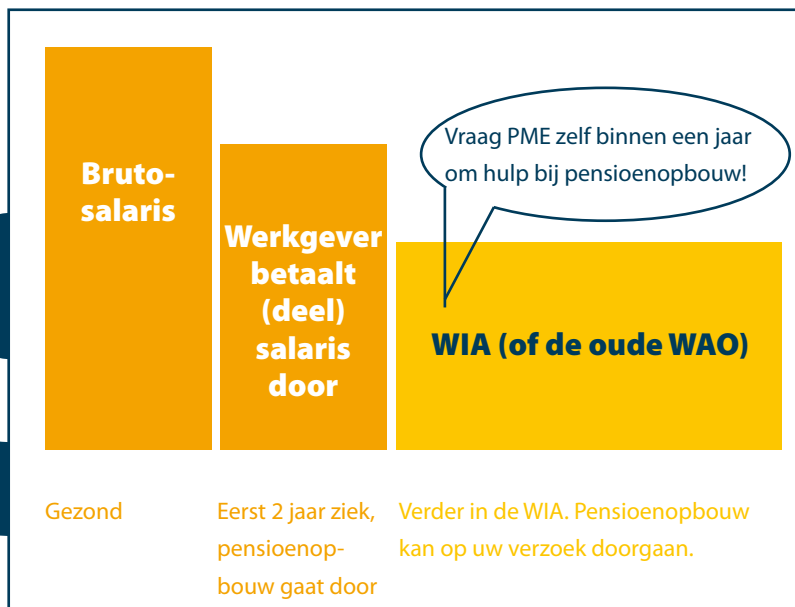 Bruto-
salaris
Werkgever
betaalt
(deel)
salaris
door
Vraag PME zelf binnen een jaar
om hulp bij pensioenopbouw!
WIA (of de oude WAO)
Gezond
Eerst 2 jaar ziek,
pensioenop-
bouw gaat door
Verder in de WIA. Pensioenopbouw
kan op uw verzoek doorgaan.